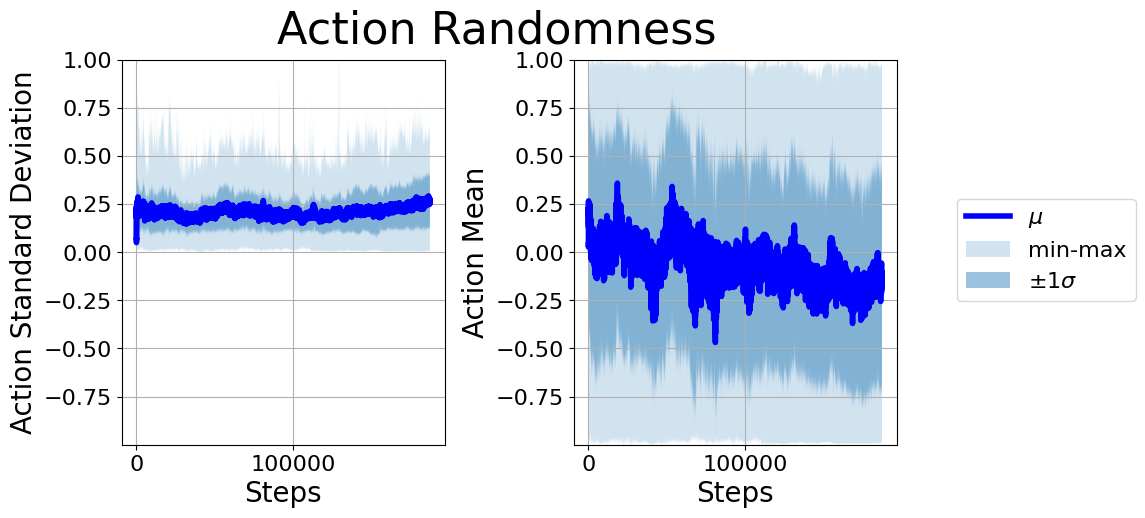 Action Randomness
Action Standard Deviation
1.00
0.75
0.50
0.25
0.00
−0.25
−0.50
−0.75
0
100000
Steps
Action Mean
1.00
0.75
0.50
0.25
0.00
−0.25
−0.50
−0.75
0
100000
Steps
μ
min-max
±1σ